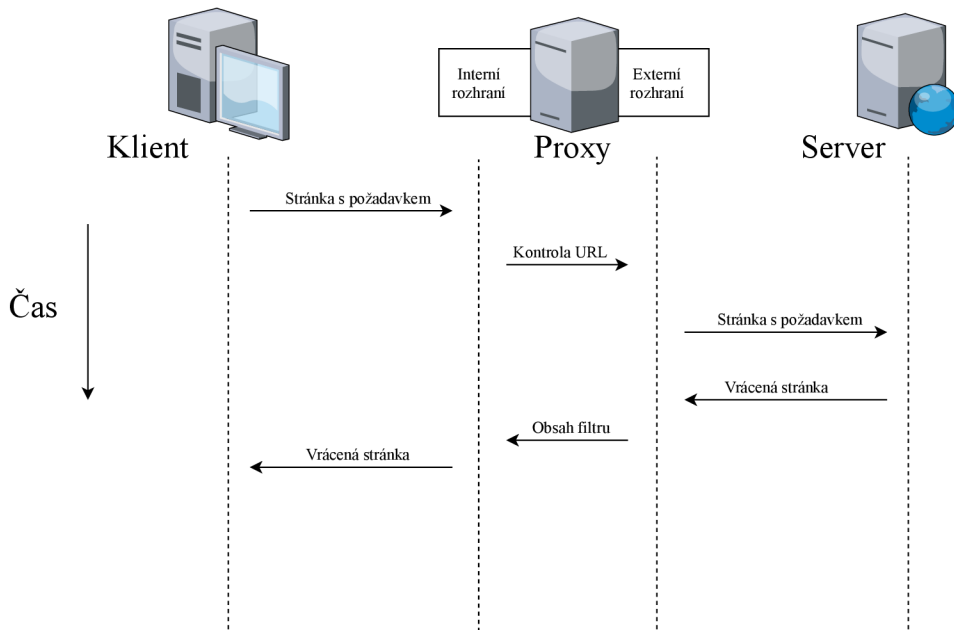 Interní
rozhraní
Externí
rozhraní
Klient
Proxy
Server
Stránka s požadavkem
Kontrola URL
Čas
Stránka s požadavkem
Vrácená stránka
Obsah filtru
Vrácená stránka